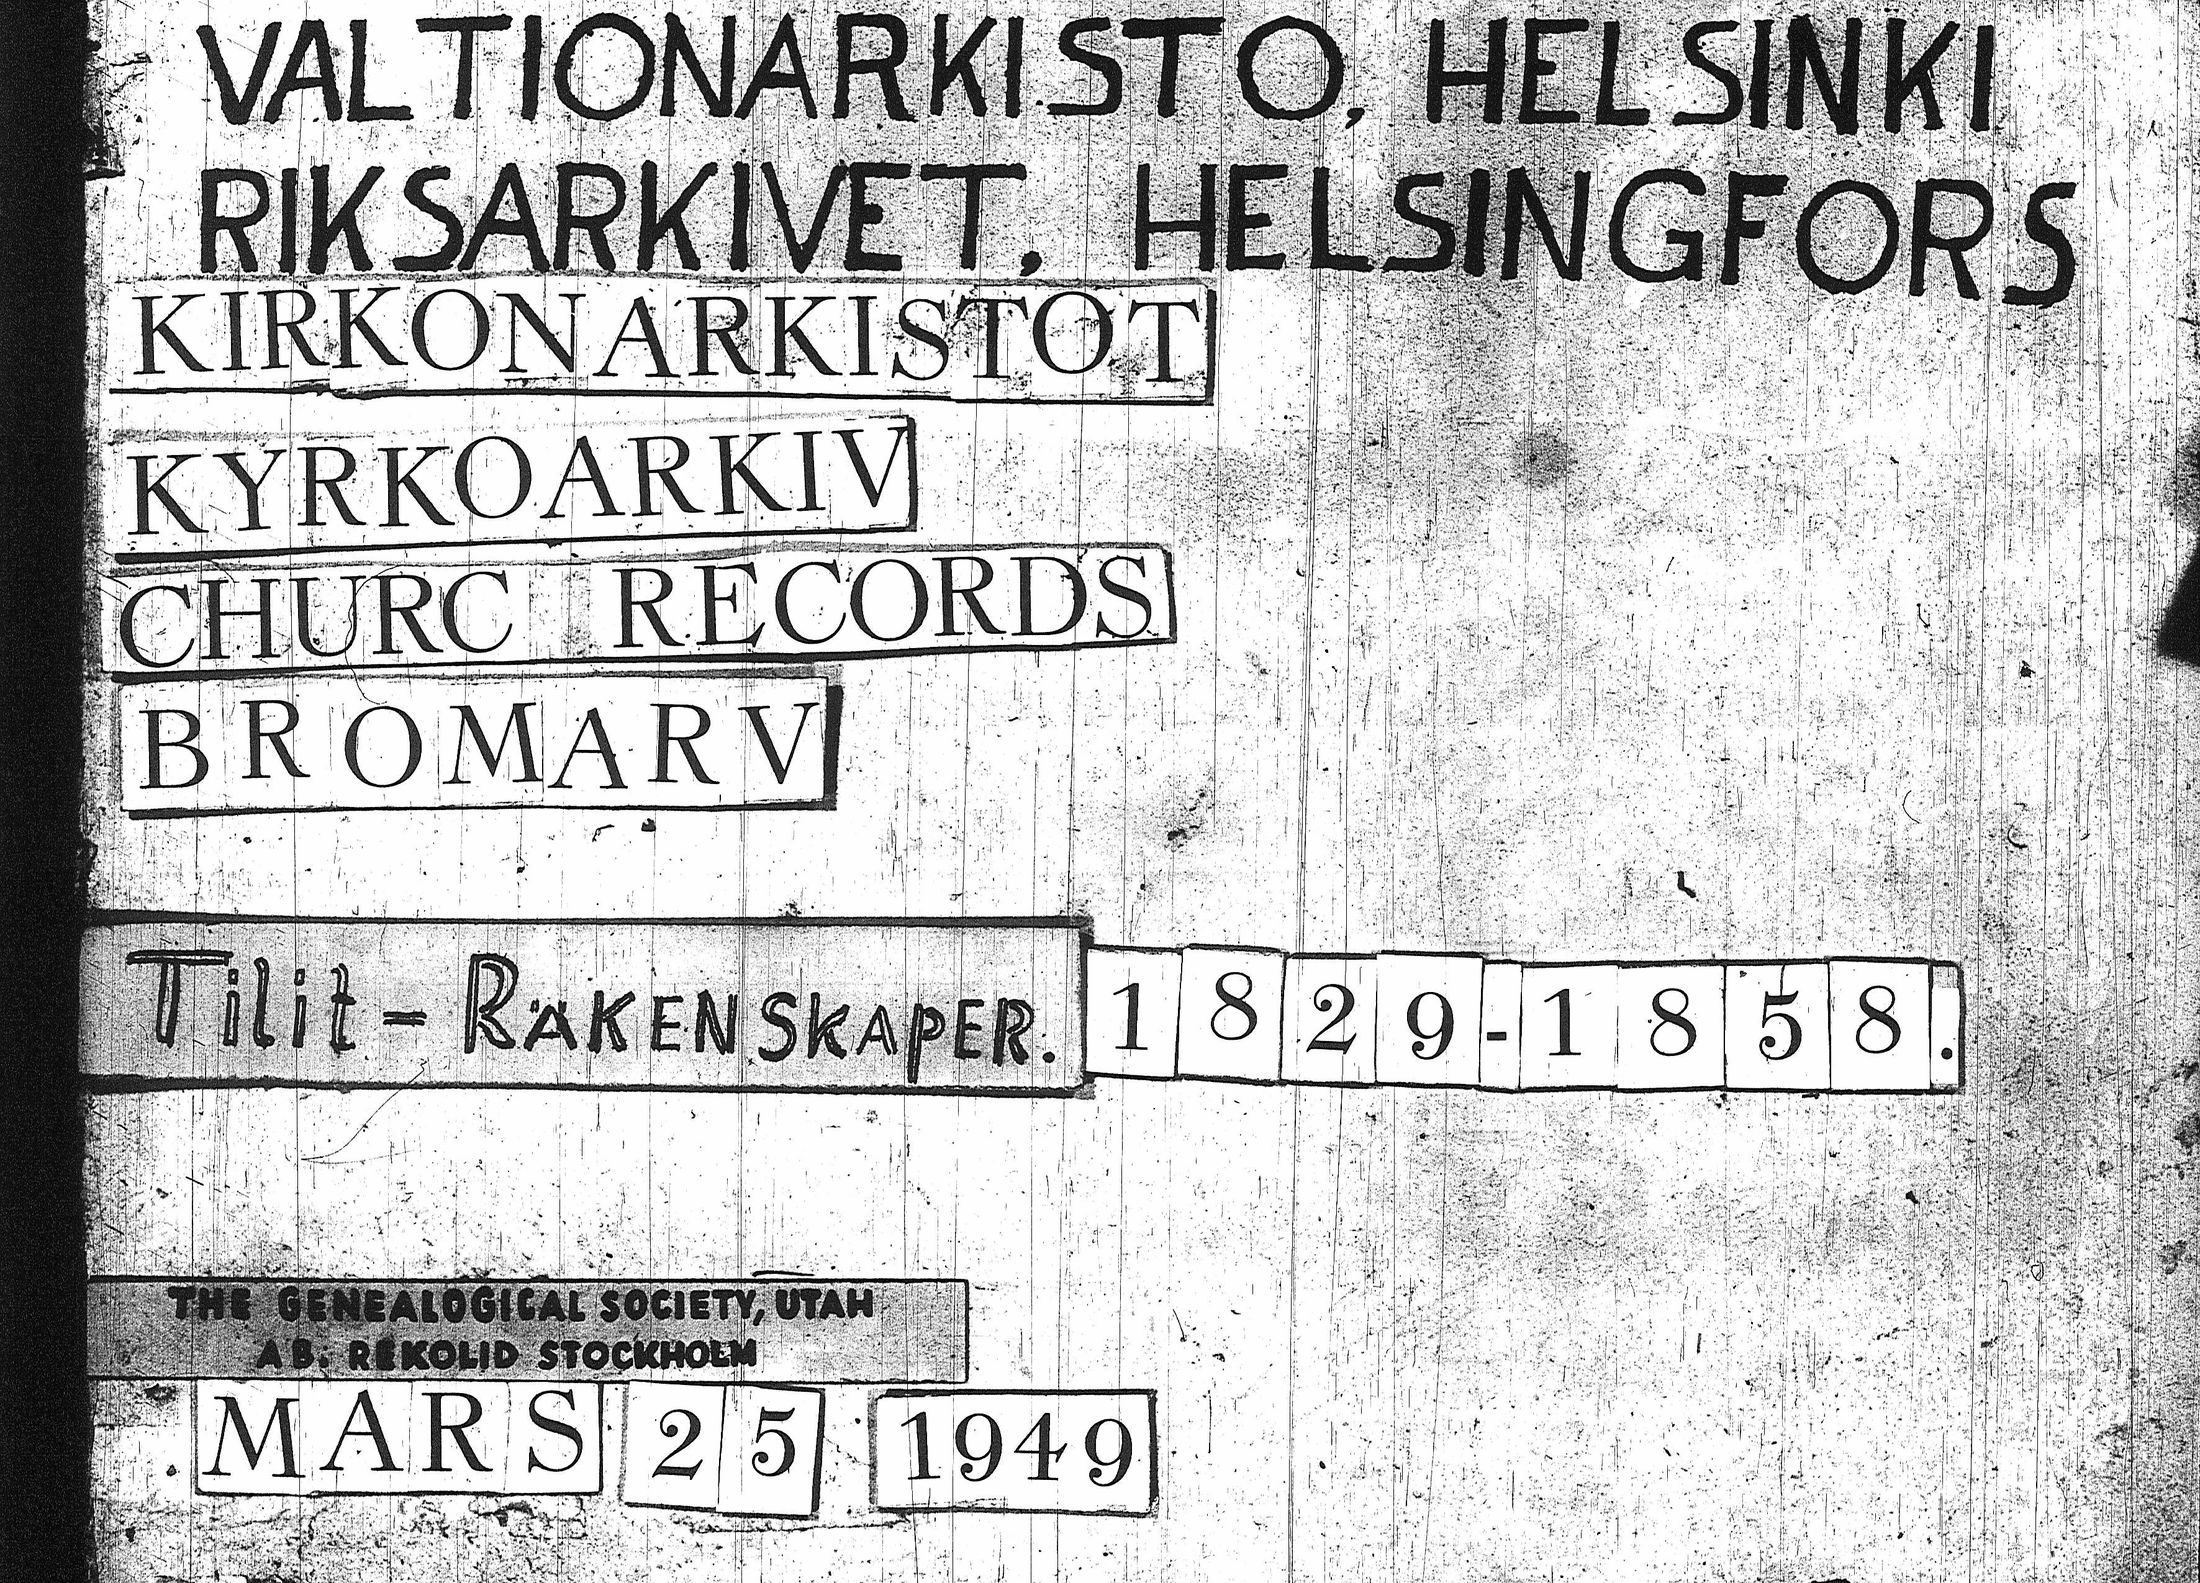 VALTIONARKISTO, HELSINKI
RIKSARKIVET, HELSINGFORS
KIRKONARKISTOT
KYRKOARKIV
CHURC RECORDS
BROMARV
Tilit - RÄKENSKAPER. 1829-1858.
THE GENEALOGICAL SOCIETY, UTAH
AB. REKOLID STOCKHOLM
MARS 25 1949